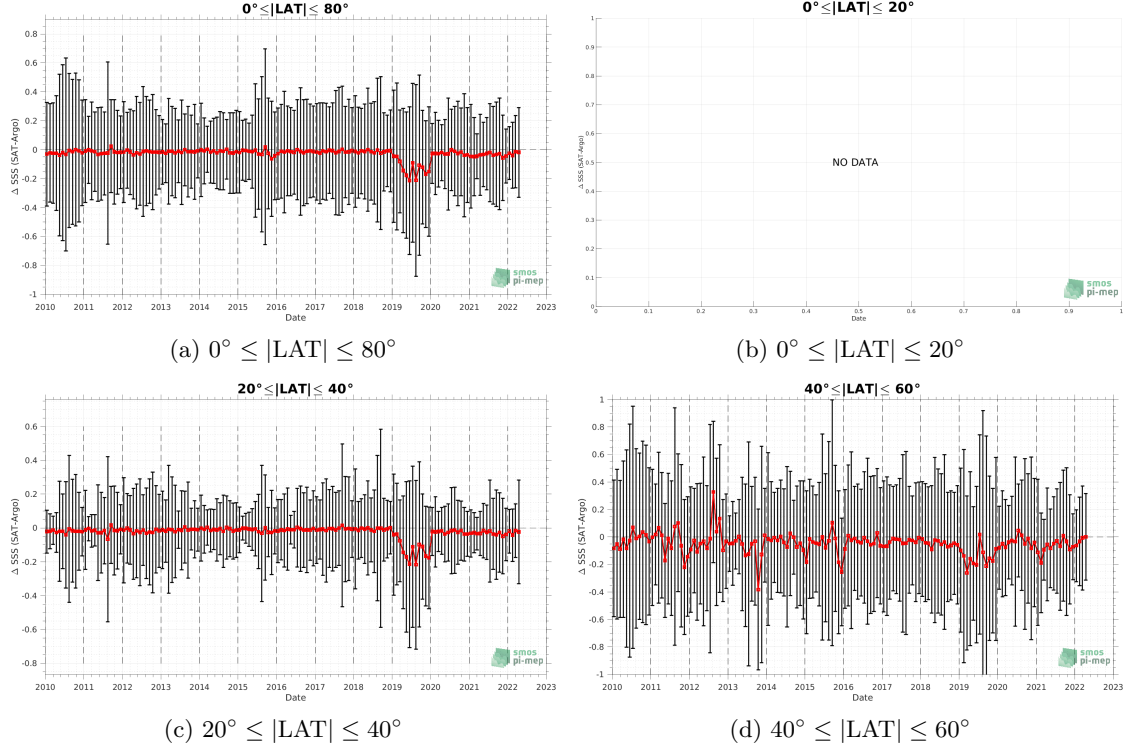 0°≤|LAT|≤ 80°
0.8
0.6
0.4
0.2
0
-0.2
-0.4
-0.6
-0.8
-1
Δ SSS (SAT-Argo)
2010 2011 2012 2013 2014 2015 2016 2017 2018 2019 2020 2021 2022 2023
Date
smos
pi-mep
(a) 0° ≤ |LAT| ≤ 80°
0°≤|LAT|≤ 20°
1
0.9
0.8
0.7
0.6
0.5
0.4
0.3
0.2
0.1
0
Δ SSS (SAT-Argo)
NO DATA
0 0.1 0.2 0.3 0.4 0.5 0.6 0.7 0.8 0.9 1
Date
smos
pi-mep
(b) 0° ≤ |LAT| ≤ 20°
20°≤|LAT|≤ 40°
0.6
0.4
0.2
0
-0.2
-0.4
-0.6
-0.8
Δ SSS (SAT-Argo)
2010 2011 2012 2013 2014 2015 2016 2017 2018 2019 2020 2021 2022 2023
Date
smos
pi-mep
(c) 20° ≤ |LAT| ≤ 40°
40°≤|LAT|≤ 60°
1
0.8
0.6
0.4
0.2
0
-0.2
-0.4
-0.6
-0.8
-1
Δ SSS (SAT-Argo)
2010 2011 2012 2013 2014 2015 2016 2017 2018 2019 2020 2021 2022 2023
Date
smos
pi-mep
(d) 40° ≤ |LAT| ≤ 60°